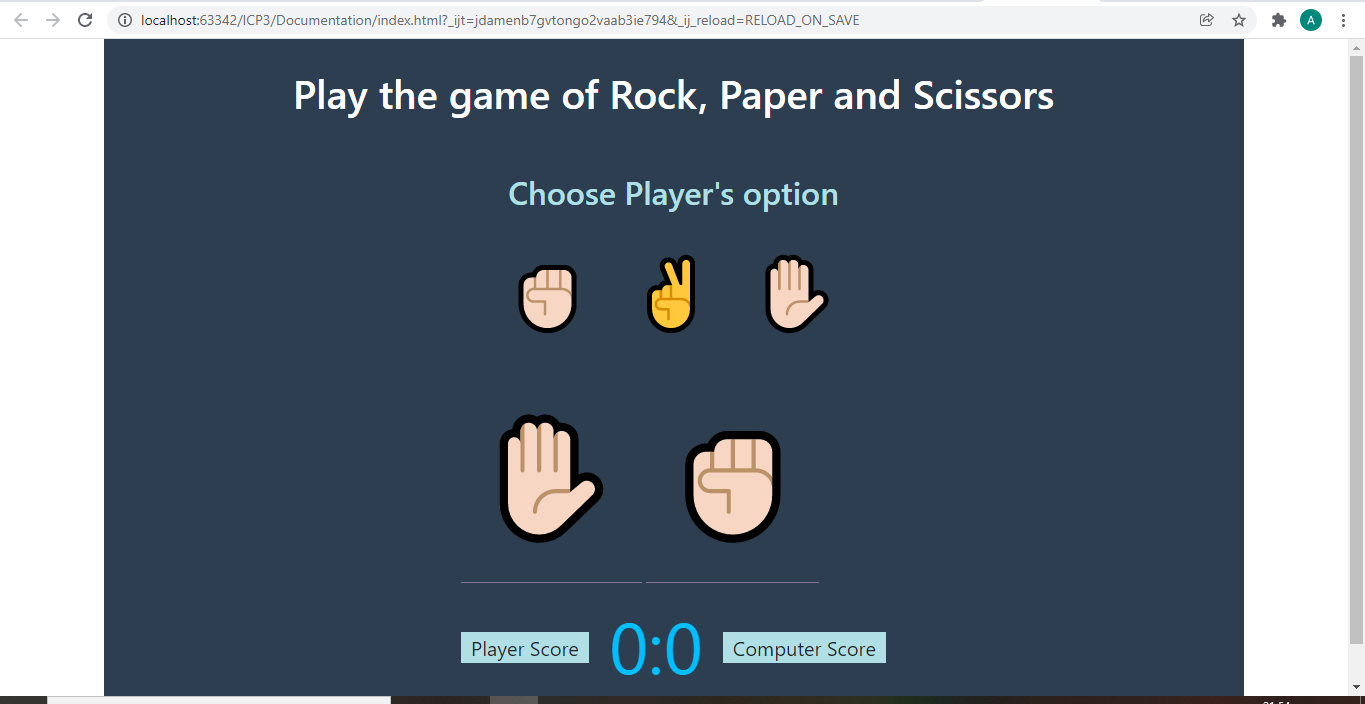 localhost:63342/ICP3/Documentation/index.html?_ijt=jdamenb7gvtongo2vaab3ie794&_ij_reload=RELOAD_ON_SAVE
A
Play the game of Rock, Paper and Scissors
Choose Player's option
Player Score 0:0 Computer Score